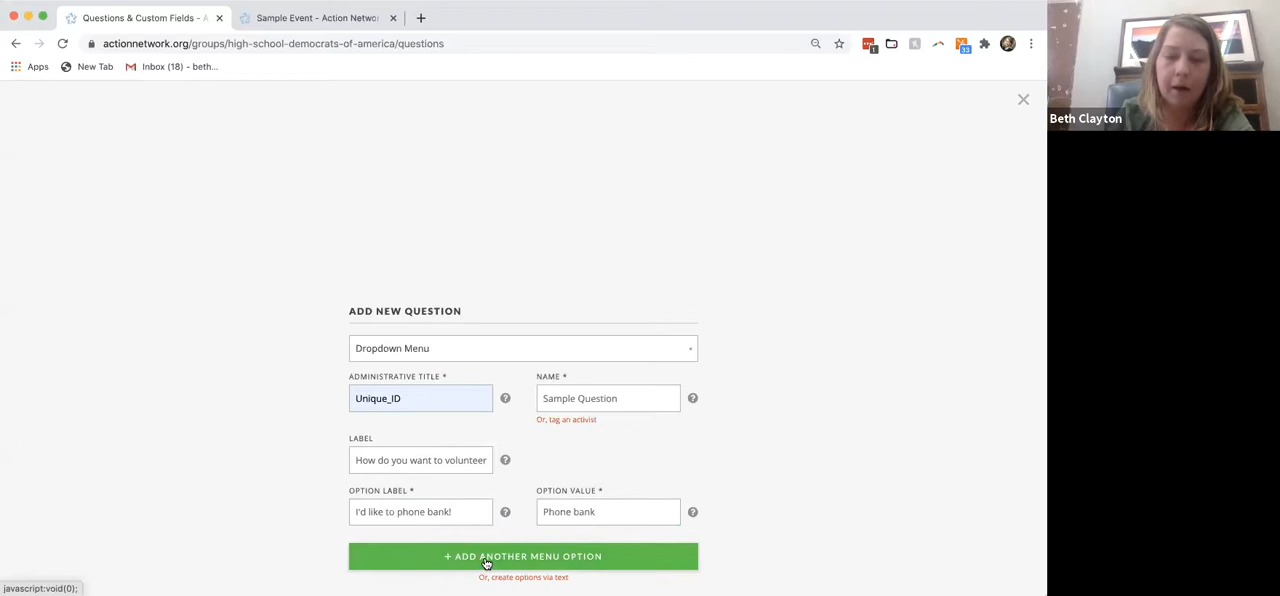 Questions & Custom Fields - A
Sample Event - Action Networ
actionnetwork.org/groups/high-school-democrats-of-america/questions
1
33
Apps
New Tab
Inbox (18) - beth...
Beth Clayton
ADD NEW QUESTION
Dropdown Menu
ADMINISTRATIVE TITLE *
NAME *
Unique_ID
?
Sample Question
?
Or, tag an activist
LABEL
How do you want to volunteer
?
OPTION LABEL *
OPTION VALUE *
I'd like to phone bank!
?
Phone bank
?
+ ADD ANOTHER MENU OPTION
Or, create options via text
javascript:void(0);